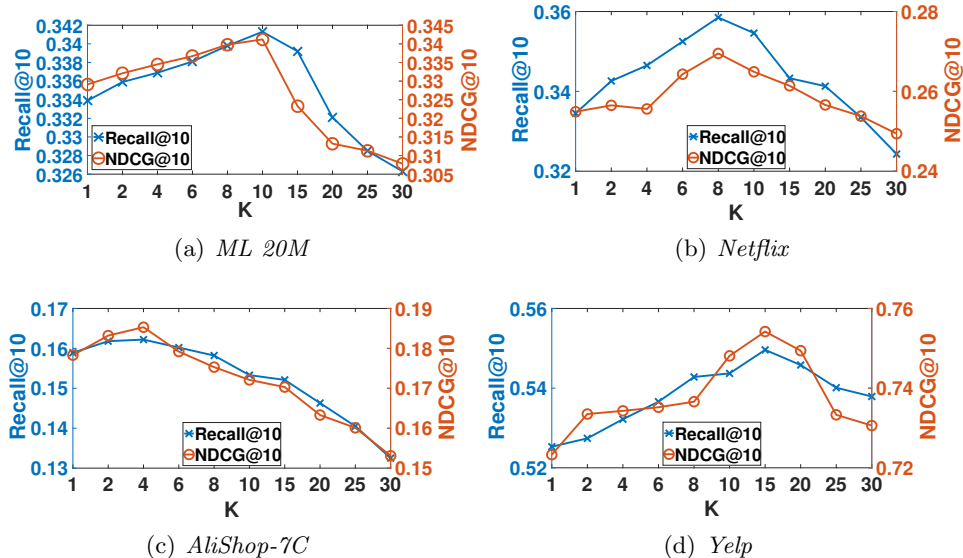 Recall@10
0.342
0.34
0.338
0.336
0.334
0.332
0.33
0.328
0.326
Recall@10
NDCG@10
0.345
0.34
0.335
0.33
0.325
0.32
0.315
0.31
0.305
NDCG@10
1 2 4 6 8 10 15 20 25 30
K
(a) ML 20M
Recall@10
0.36
0.34
0.32
Recall@10
NDCG@10
0.28
0.26
0.24
NDCG@10
1 2 4 6 8 10 15 20 25 30
K
(b) Netflix
Recall@10
0.17
0.16
0.15
0.14
0.13
Recall@10
NDCG@10
0.19
0.18
0.17
0.16
0.15
NDCG@10
1 2 4 6 8 10 15 20 25 30
K
(c) AliShop-7C
Recall@10
0.56
0.54
0.52
Recall@10
NDCG@10
0.76
0.74
0.72
NDCG@10
1 2 4 6 8 10 15 20 25 30
K
(d) Yelp